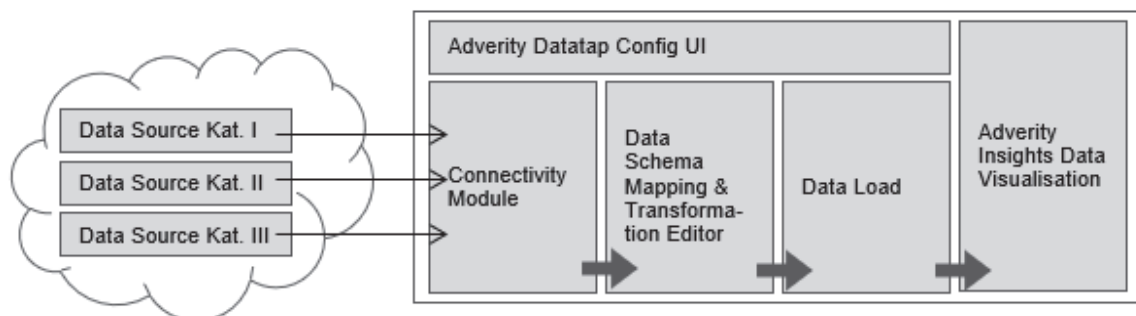 Adverity Datatap Config UI
Data Source Kat. I
Data Source Kat. II
Data Source Kat. III
Connectivity
Module
Data
Schema
Mapping &
Transforma-
tion Editor
Data Load
Adverity
Insights Data
Visualisation